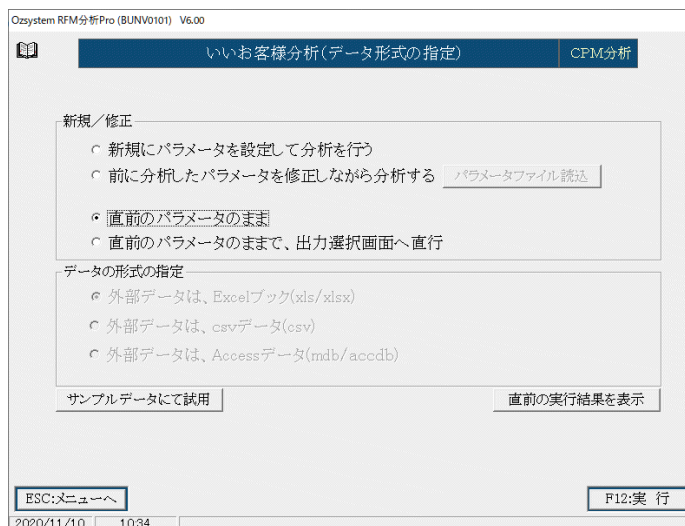 Ozsystem RFM分析Pro (BUNV0101) V6.00
いいお客様分析(データ形式の指定) CPM分析
新規／修正
新規にパラメータを設定して分析を行う
前に分析したパラメータを修正しながら分析する パラメータファイル読込
直前のパラメータのまま
直前のパラメータのままで、出力選択画面へ直行
データの形式の指定
外部データは、Excelブック(xls/xlsx)
外部データは、csvデータ(csv)
外部データは、Accessデータ(mdb/accdb)
サンプルデータにて試用 直前の実行結果を表示
ESC:メニューへ F12:実 行
2020/11/10 10:34